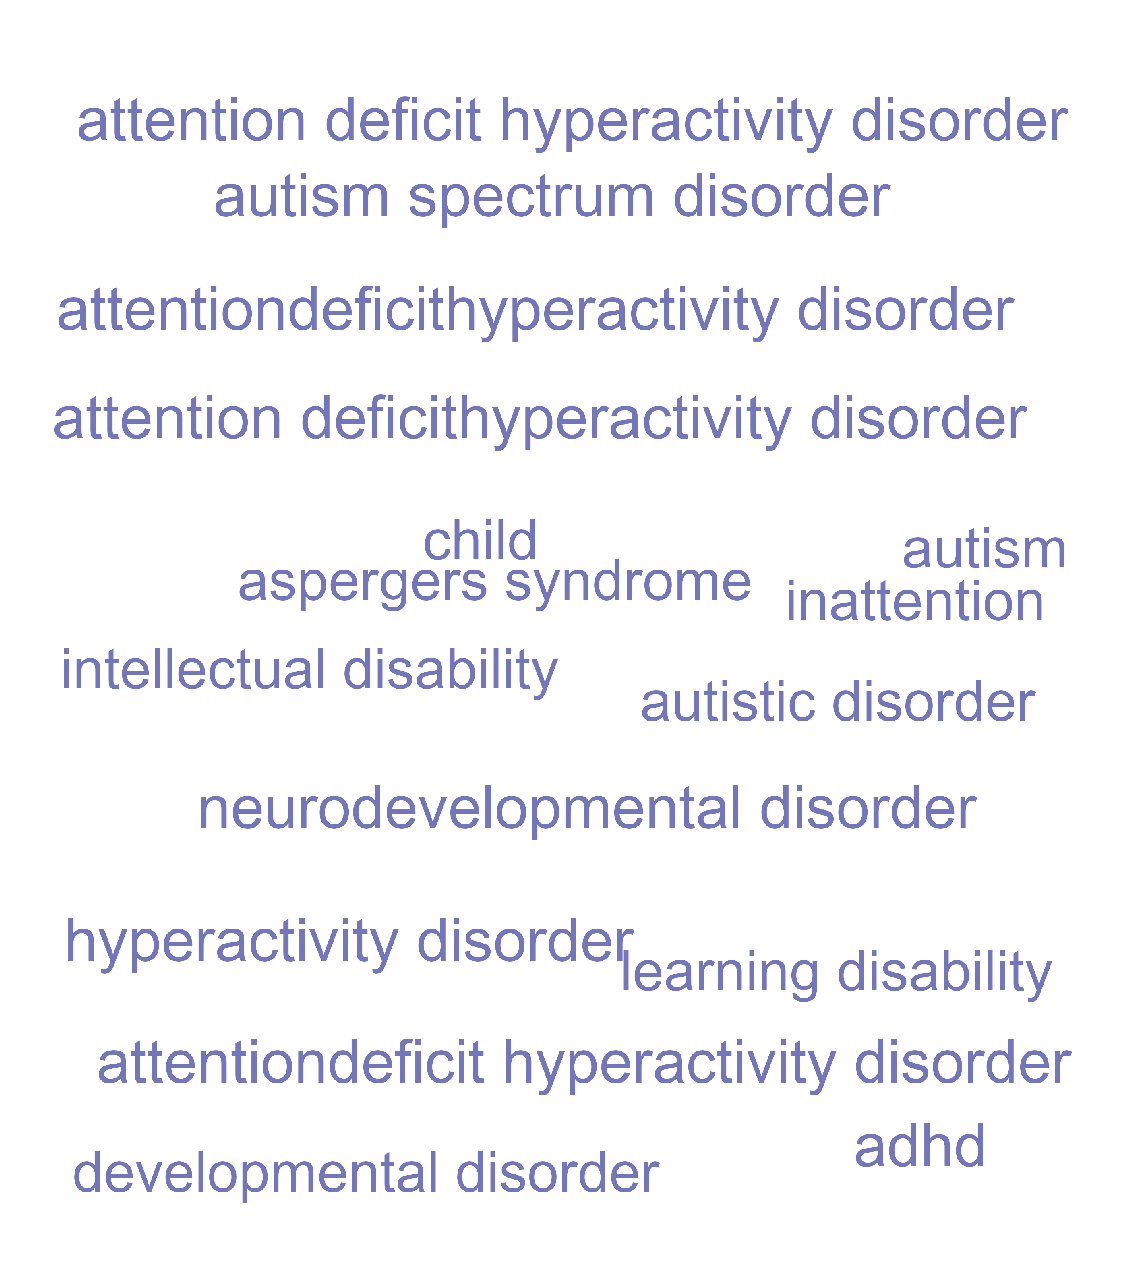 attention deficit hyperactivity disorder
autism spectrum disorder
attentiondeficithyperactivity disorder
attention deficithyperactivity disorder
child
autism
aspergers syndrome
inattention
intellectual disability
autistic disorder
neurodevelopmental disorder
hyperactivity disorder
learning disability
attentiondeficit hyperactivity disorder
adhd
developmental disorder